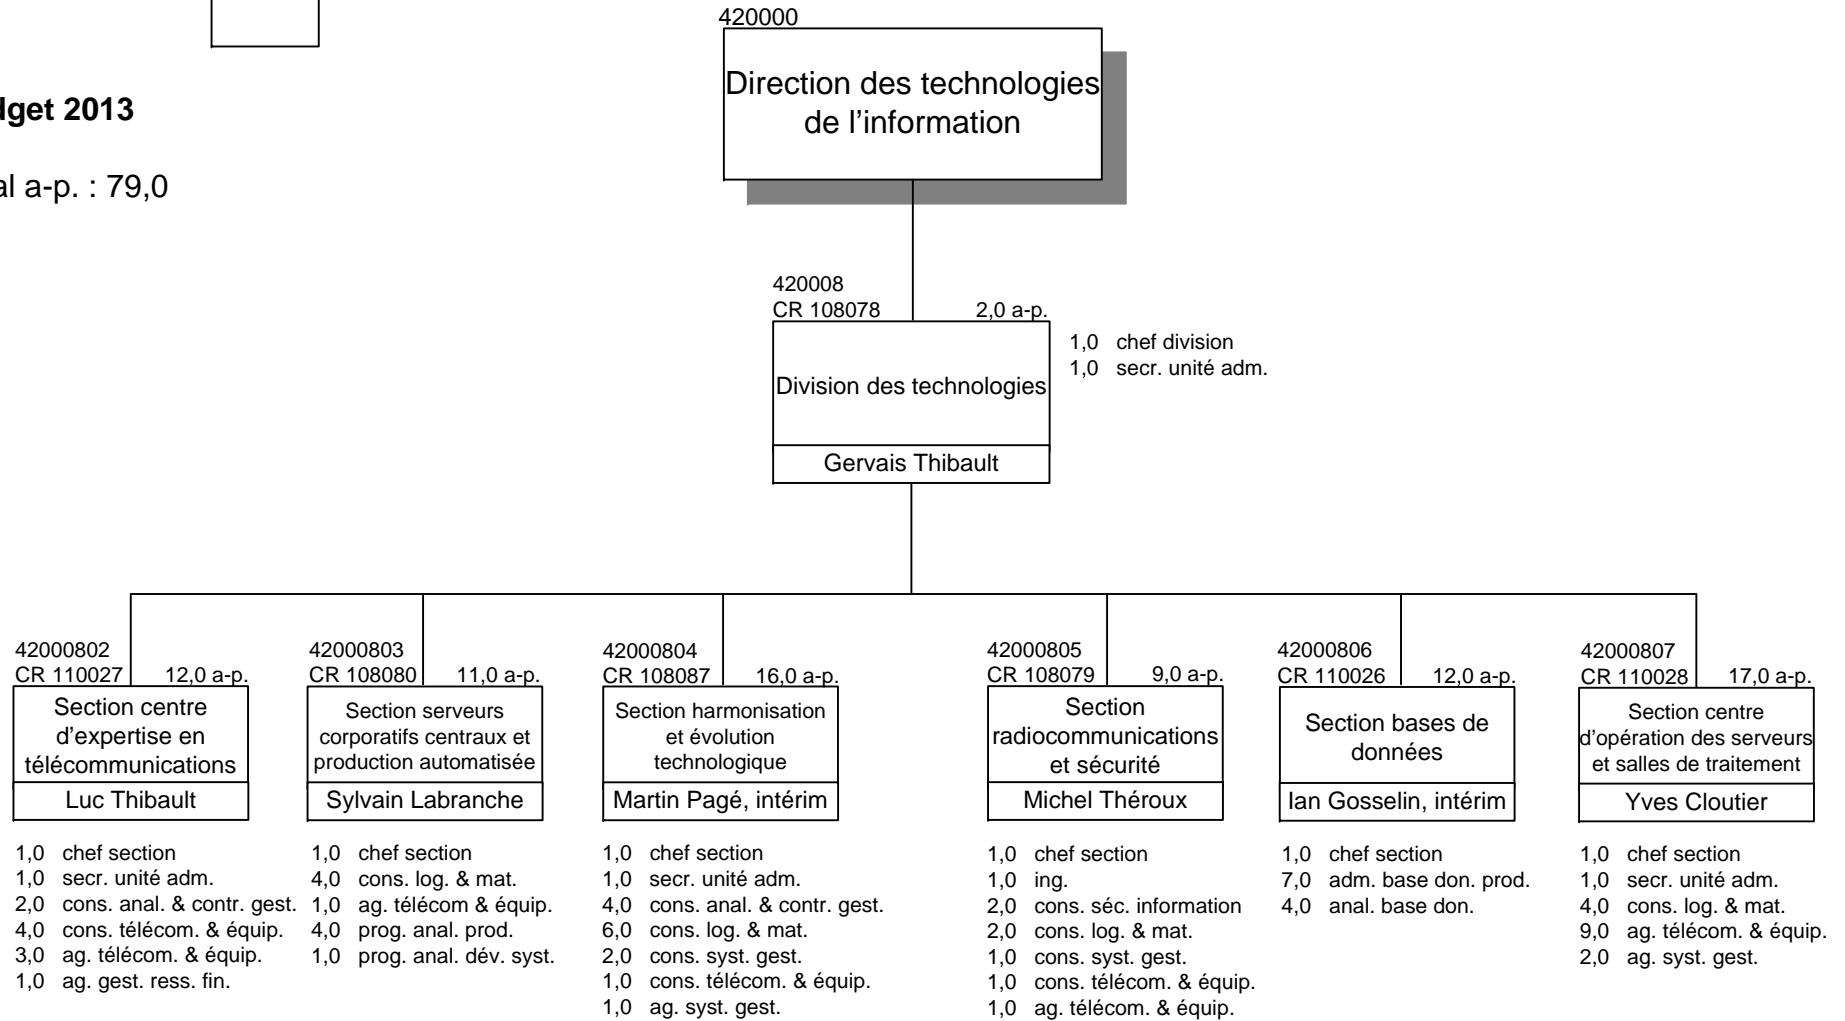 420000
Direction des technologies
de l'information
dget 2013
al a-p. : 79,0
420008
CR 108078 2,0 a-p.
Division des technologies
Gervais Thibault
1,0 chef division
1,0 secr. unité adm.
42000802
CR 110027 12,0 a-p.
Section centre
d'expertise en
télécommunications
Luc Thibault
1,0 chef section
1,0 secr. unité adm.
2,0 cons. anal. & contr. gest.
4,0 cons. télécom. & équip.
3,0 ag. télécom. & équip.
1,0 ag. gest. ress. fin.
42000803
CR 108080 11,0 a-p.
Section serveurs
corporatifs centraux et
production automatisée
Sylvain Labranche
1,0 chef section
4,0 cons. log. & mat.
1,0 ag. télécom & équip.
4,0 prog. anal. prod.
1,0 prog. anal. dév. syst.
42000804
CR 108087 16,0 a-p.
Section harmonisation
et évolution
technologique
Martin Pagé, intérim
1,0 chef section
1,0 secr. unité adm.
4,0 cons. anal. & contr. gest.
6,0 cons. log. & mat.
2,0 cons. syst. gest.
1,0 cons. télécom. & équip.
1,0 ag. syst. gest.
42000805
CR 108079 9,0 a-p.
Section
radiocommunications
et sécurité
Michel Théroux
1,0 chef section
1,0 ing.
2,0 cons. séc. information
2,0 cons. log. & mat.
1,0 cons. syst. gest.
1,0 cons. télécom. & équip.
1,0 ag. télécom. & équip.
42000806
CR 110026 12,0 a-p.
Section bases de
données
Ian Gosselin, intérim
1,0 chef section
7,0 adm. base don. prod.
4,0 anal. base don.
42000807
CR 110028 17,0 a-p.
Section centre
d'opération des serveurs
et salles de traitement
Yves Cloutier
1,0 chef section
1,0 secr. unité adm.
4,0 cons. log. & mat.
9,0 ag. télécom. & équip.
2,0 ag. syst. gest.